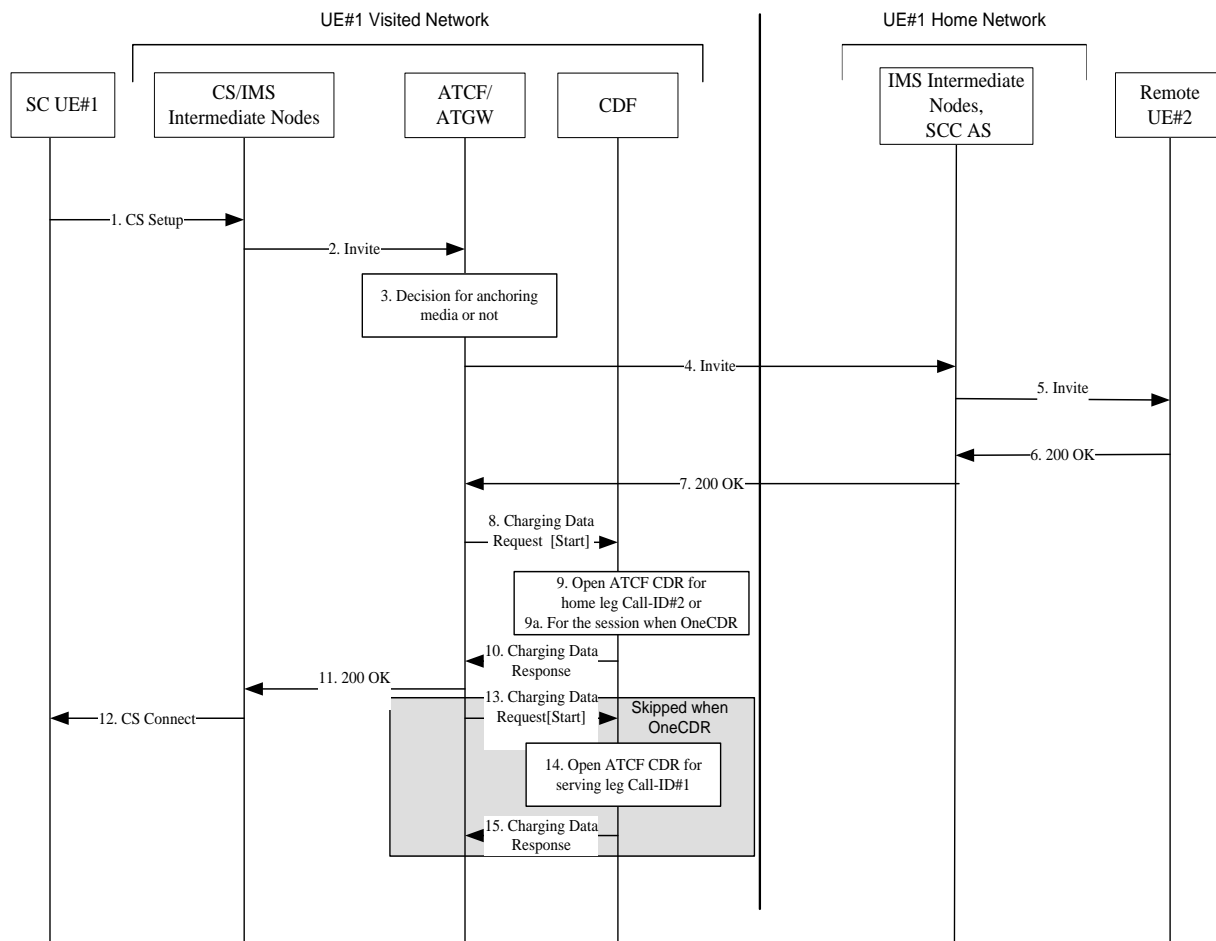 UE#1 Visited Network
UE#1 Home Network
SC UE#1
CS/IMS
Intermediate Nodes
ATCF/
ATGW
CDF
IMS Intermediate
Nodes,
SCC AS
Remote
UE#2
1. CS Setup
2. Invite
3. Decision for anchoring
media or not
4. Invite
5. Invite
6. 200 OK
7. 200 OK
8. Charging Data
Request [Start]
9. Open ATCF CDR for
home leg Call-ID#2 or
9a. For the session when OneCDR
10. Charging Data
Response
11. 200 OK
12. CS Connect
13. Charging Data
Request[Start]
Skipped when
OneCDR
14. Open ATCF CDR for
serving leg Call-ID#1
15. Charging Data
Response